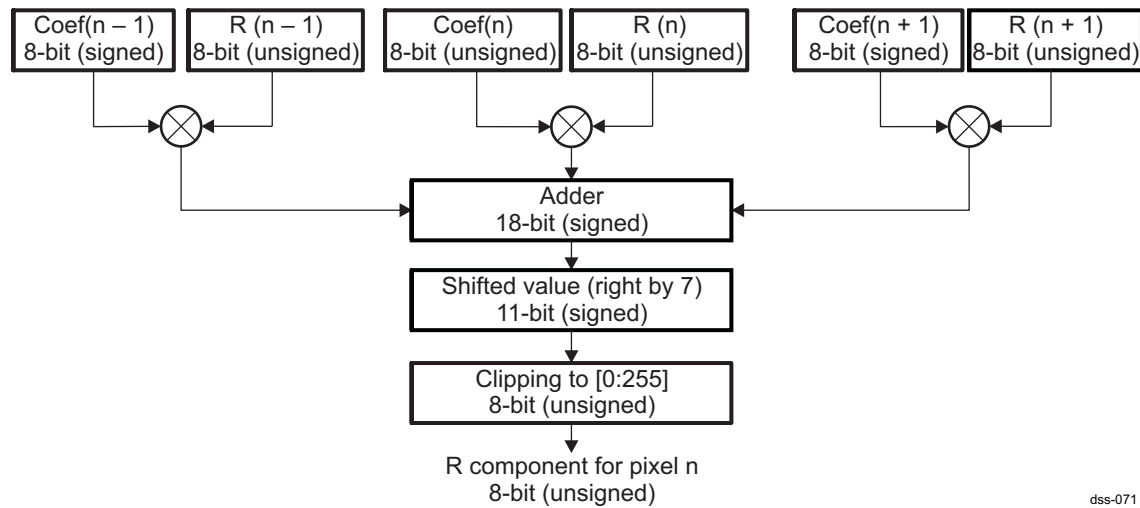 Coef(n – 1)
8-bit (signed)
R (n – 1)
8-bit (unsigned)
Coef(n)
8-bit (unsigned)
R (n)
8-bit (unsigned)
Coef(n + 1)
8-bit (signed)
R (n + 1)
8-bit (unsigned)
Adder
18-bit (signed)
Shifted value (right by 7)
11-bit (signed)
Clipping to [0:255]
8-bit (unsigned)
R component for pixel n
8-bit (unsigned)
dss-071